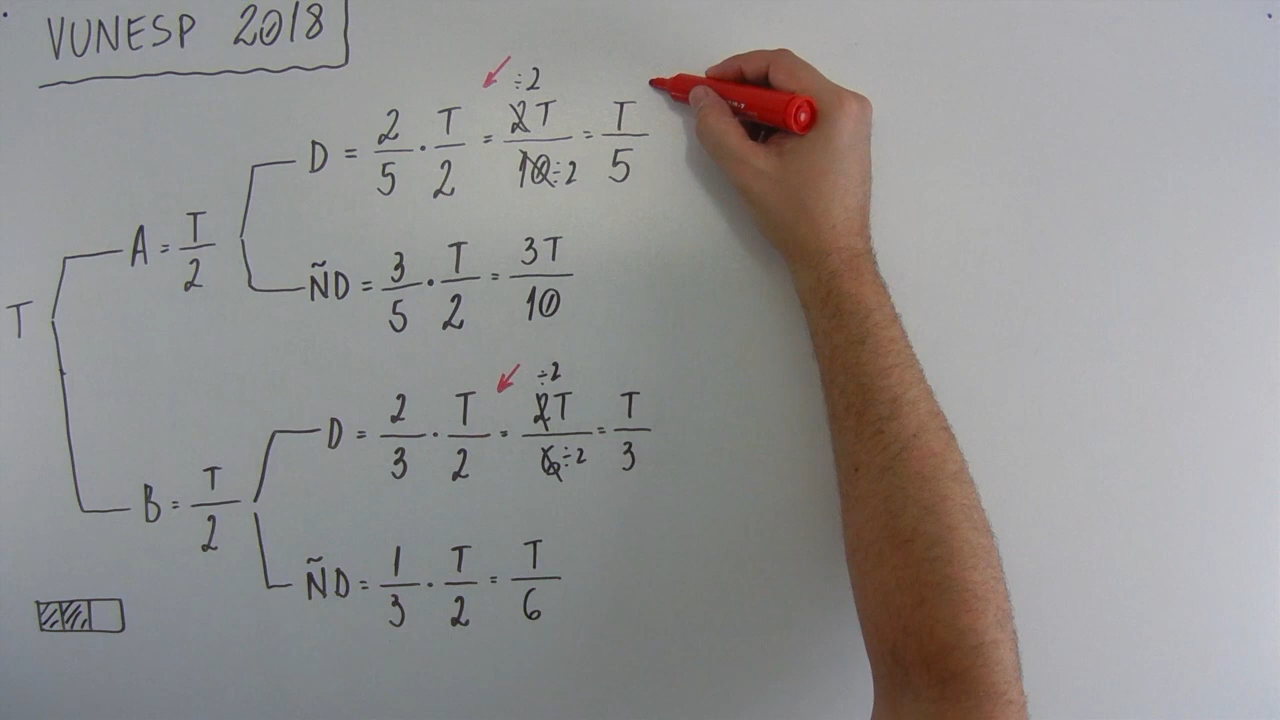 VUNESP 2018
÷2
D = 2/5 · T/2 = 2T/10 ÷2 = T/5
A = T/2
ÑD = 3/5 · T/2 = 3T/10
T
÷2
D = 2/3 · T/2 = 2T/6 ÷2 = T/3
B = T/2
ÑD = 1/3 · T/2 = T/6